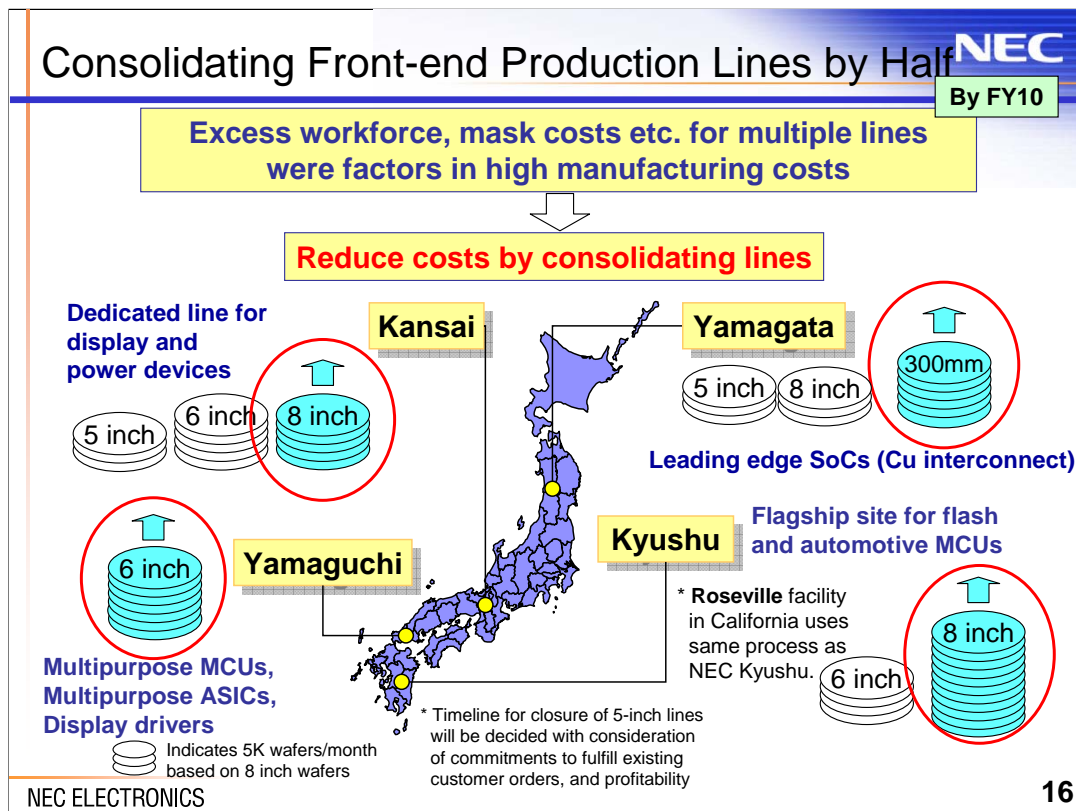 Consolidating Front-end Production Lines by Half
NEC
By FY10
Excess workforce, mask costs etc. for multiple lines
were factors in high manufacturing costs
Reduce costs by consolidating lines
Dedicated line for
display and
power devices
Kansai
5 inch
6 inch
8 inch
Yamagata
5 inch
8 inch
300mm
Leading edge SoCs (Cu interconnect)
6 inch
Yamaguchi
Multipurpose MCUs,
Multipurpose ASICs,
Display drivers
Kyushu
Flagship site for flash
and automotive MCUs
* Roseville facility
in California uses
same process as
NEC Kyushu.
6 inch
8 inch
* Timeline for closure of 5-inch lines
will be decided with consideration
of commitments to fulfill existing
customer orders, and profitability
Indicates 5K wafers/month
based on 8 inch wafers
NEC ELECTRONICS
16